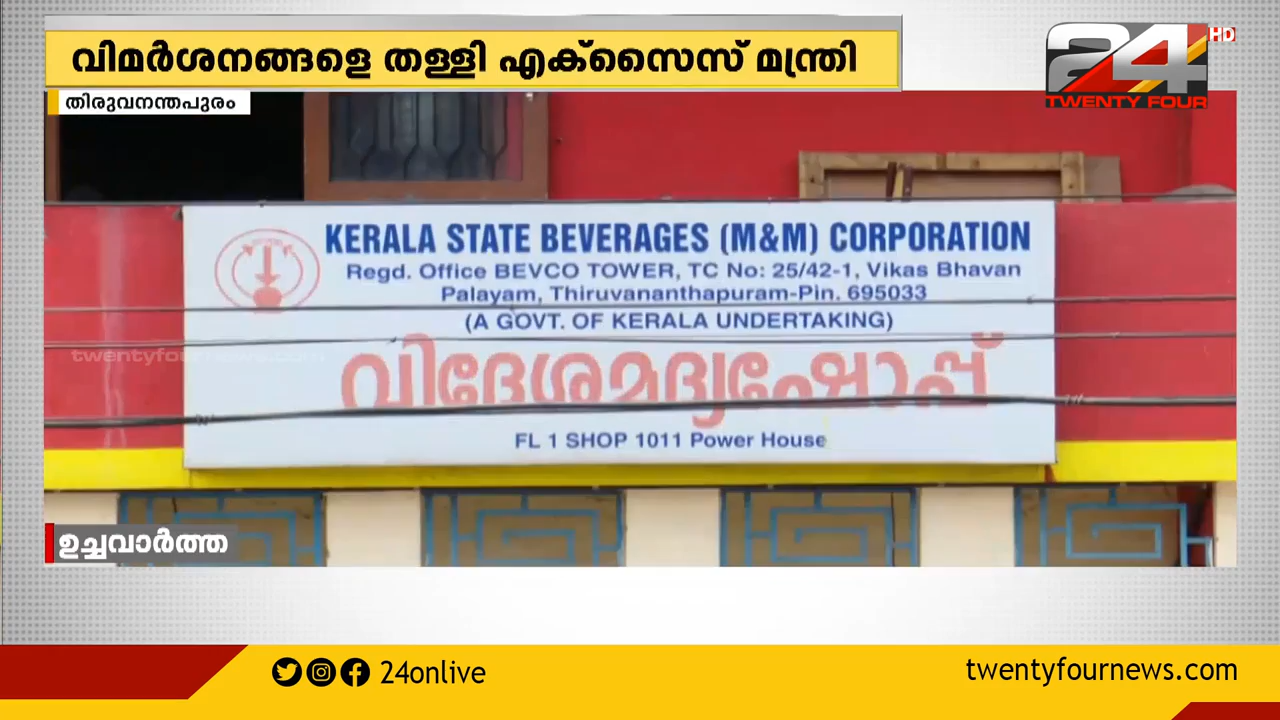 വിമർശനങ്ങളെ തള്ളി എക്സൈസ് മന്ത്രി
24 HD
TWENTY FOUR
തിരുവനന്തപുരം
KERALA STATE BEVERAGES (M&M) CORPORATION
Regd. Office BEVCO TOWER, TC No: 25/42-1, Vikas Bhavan
Palayam, Thiruvananthapuram-Pin. 695033
(A GOVT. OF KERALA UNDERTAKING)
twentyfournews.com
വിദേശമദ്യഷോപ്പ്
FL 1 SHOP 1011 Power House
ഉച്ചവാർത്ത
24onlive
twentyfournews.com